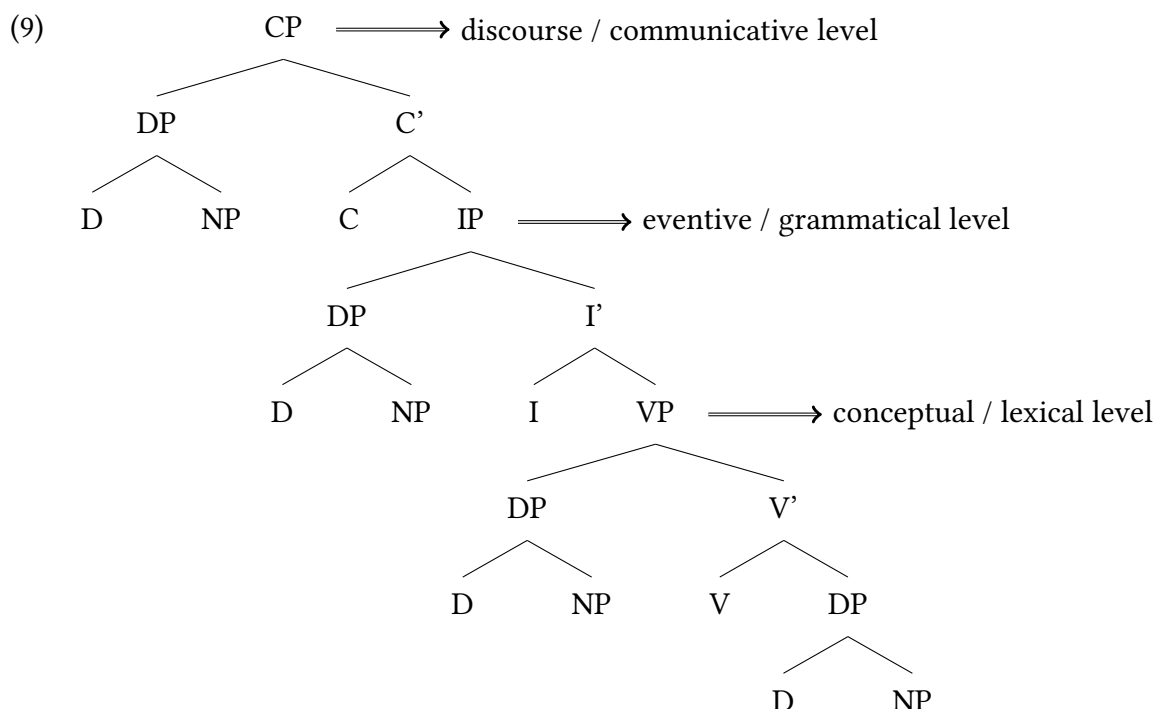 (9) CP discourse / communicative level
DP C’
D NP C IP eventive / grammatical level
DP I’
D NP I VP conceptual / lexical level
DP V’
D NP V DP
D NP